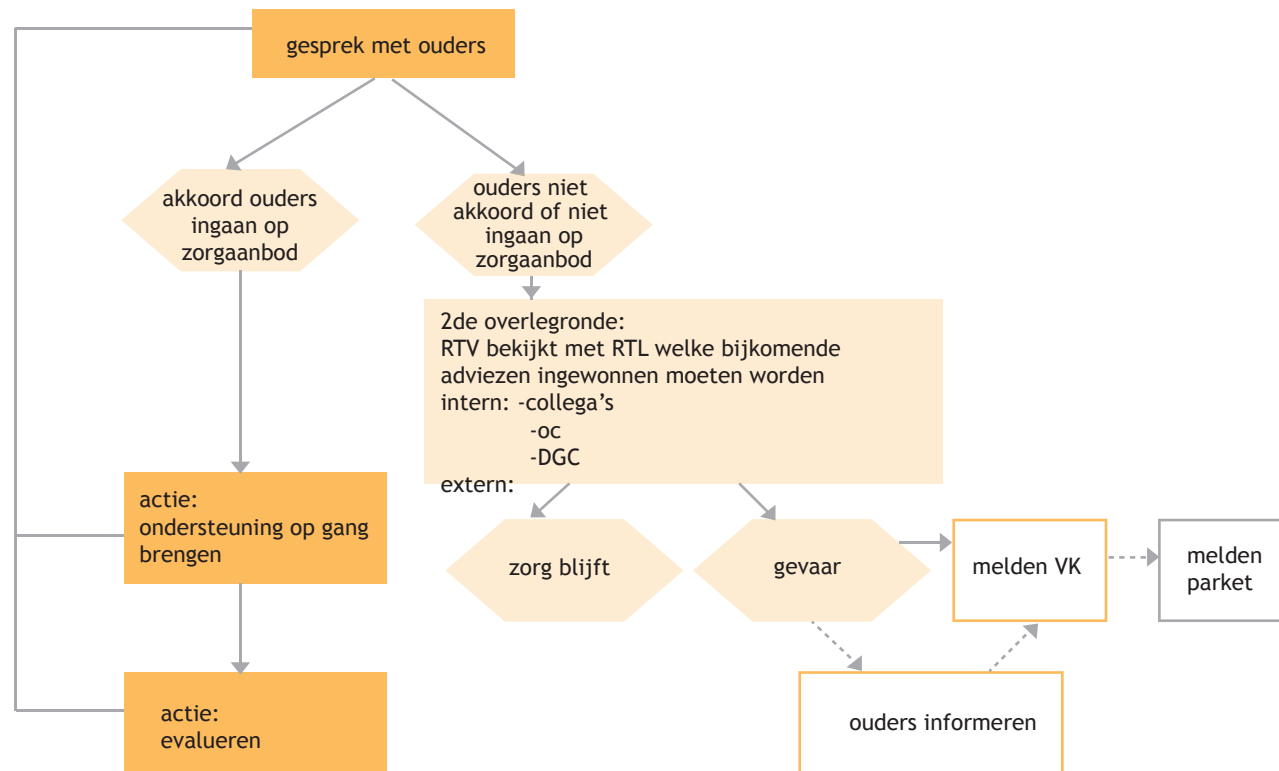 gesprek met ouders
akkoord ouders
ingaan op
zorgaanbod
ouders niet
akkoord of niet
ingaan op
zorgaanbod
2de overlegronde:
RTV bekijkt met RTL welke bijkomende
adviezen ingewonnen moeten worden
intern: -collega’s
-oc
-DGC
extern:
actie:
ondersteuning op gang
brengen
zorg blijft
gevaar
melden VK
melden
parket
actie:
evalueren
ouders informeren